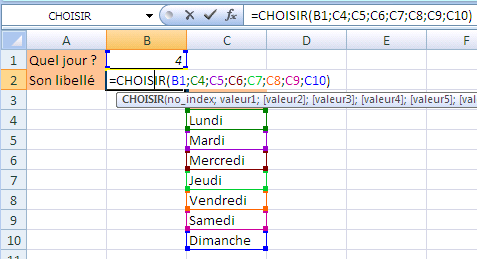 CHOISIR =CHOISIR(B1;C4;C5;C6;C7;C8;C9;C10)
A B C D E F
1 Quel jour ? 4
2 Son libellé =CHOISIR(B1;C4;C5;C6;C7;C8;C9;C10)
3 CHOISIR(no_index; valeur1; [valeur2]; [valeur3]; [valeur4]; [valeur5]; [val
4 Lundi
5 Mardi
6 Mercredi
7 Jeudi
8 Vendredi
9 Samedi
10 Dimanche